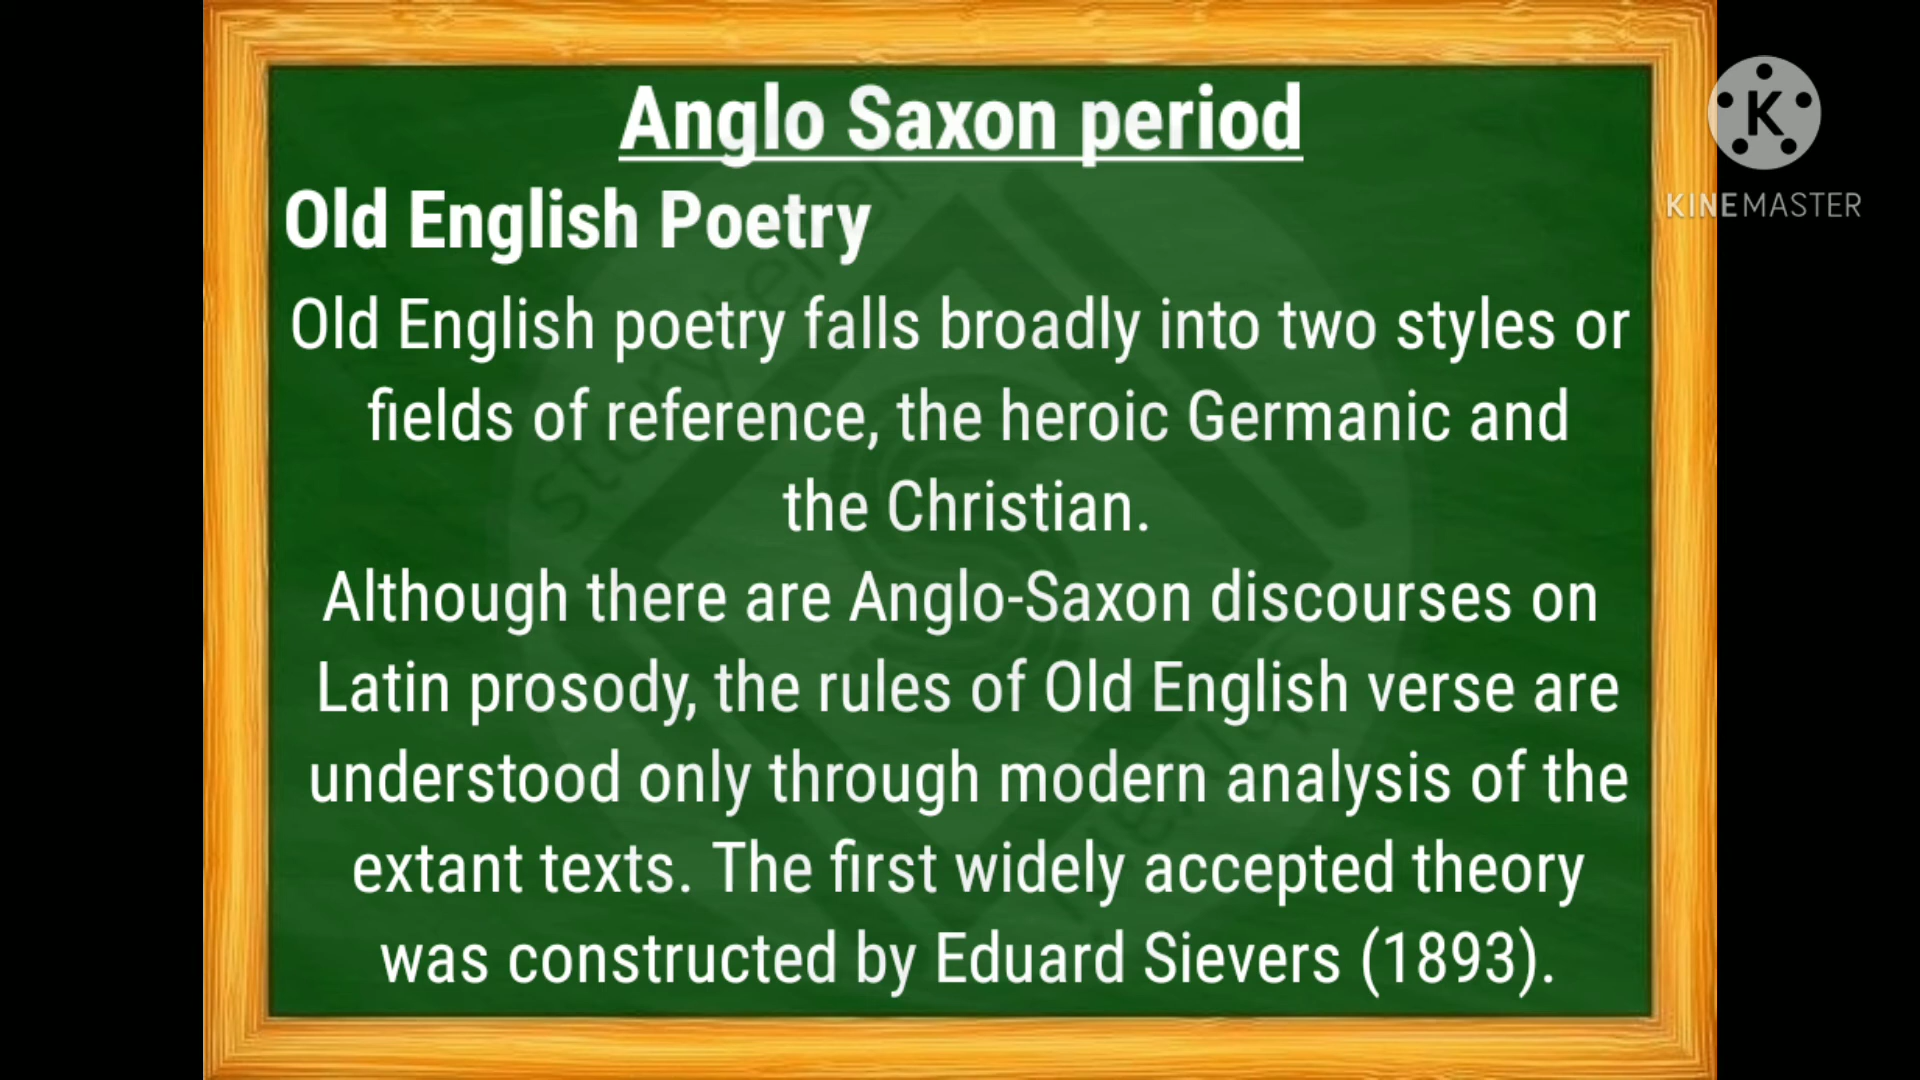 Anglo Saxon period
Old English Poetry
Old English poetry falls broadly into two styles or
fields of reference, the heroic Germanic and
the Christian.
Although there are Anglo-Saxon discourses on
Latin prosody, the rules of Old English verse are
understood only through modern analysis of the
extant texts. The first widely accepted theory
was constructed by Eduard Sievers (1893).
K
KINEMASTER